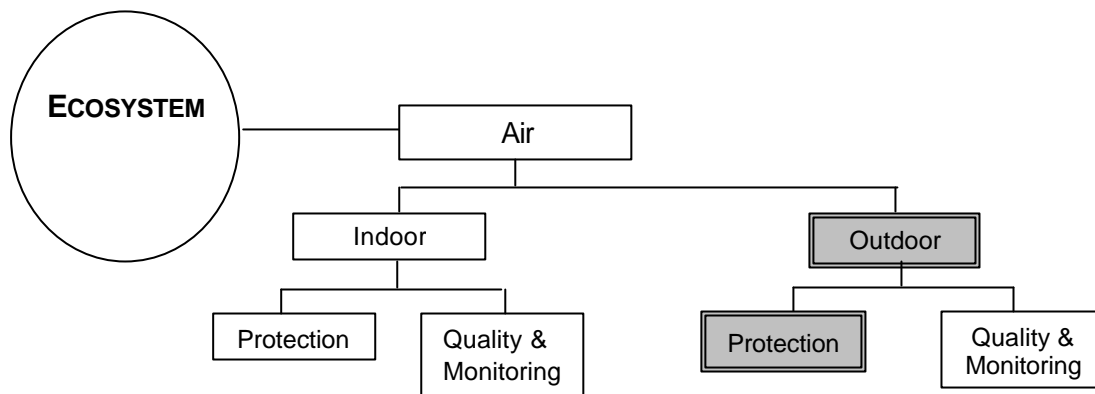 ECOSYSTEM
Air
Indoor
Outdoor
Protection
Quality &
Monitoring
Protection
Quality &
Monitoring